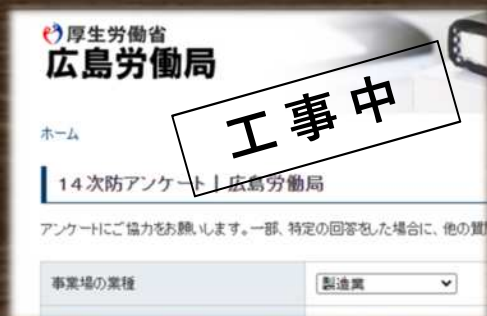 厚生労働省
広島労働局
工事中
ホーム
14次防アンケート | 広島労働局
アンケートにご協力をお願いします。一部、特定の回答をした場合に、他の質
事業場の業種
製造業